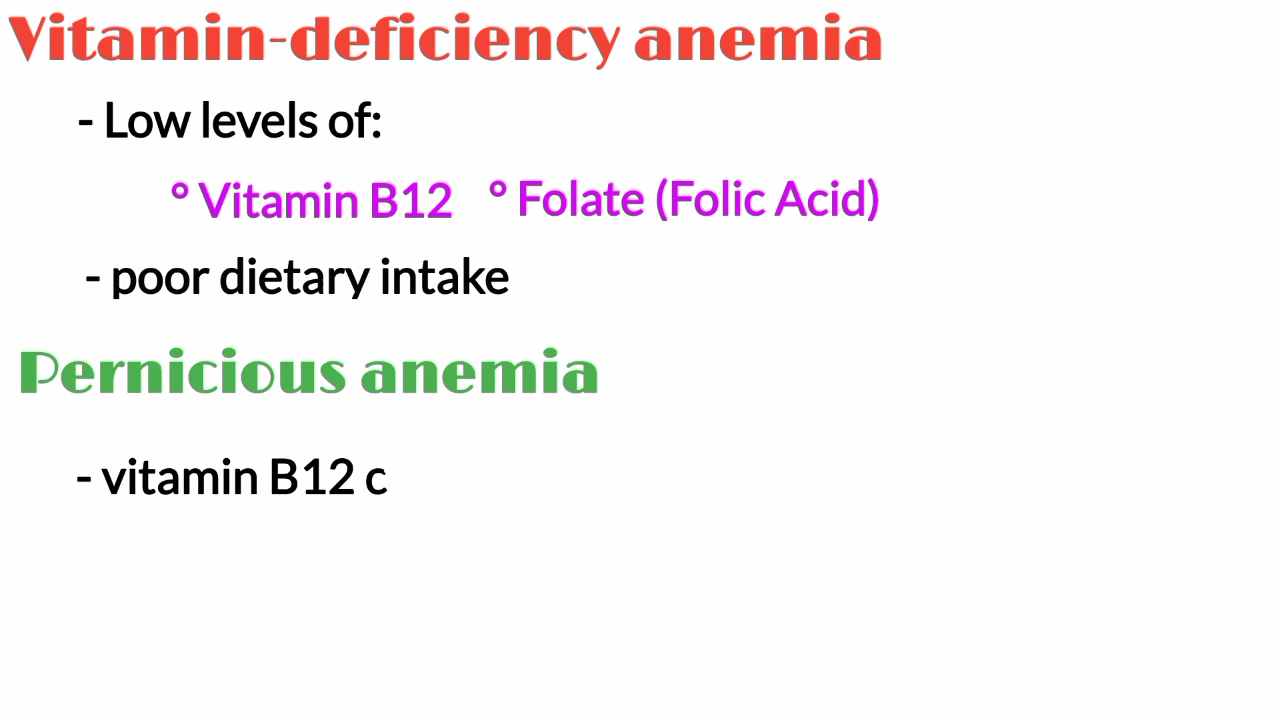 Vitamin-deficiency anemia
- Low levels of:
° Vitamin B12 ° Folate (Folic Acid)
- poor dietary intake
Pernicious anemia
- vitamin B12 c